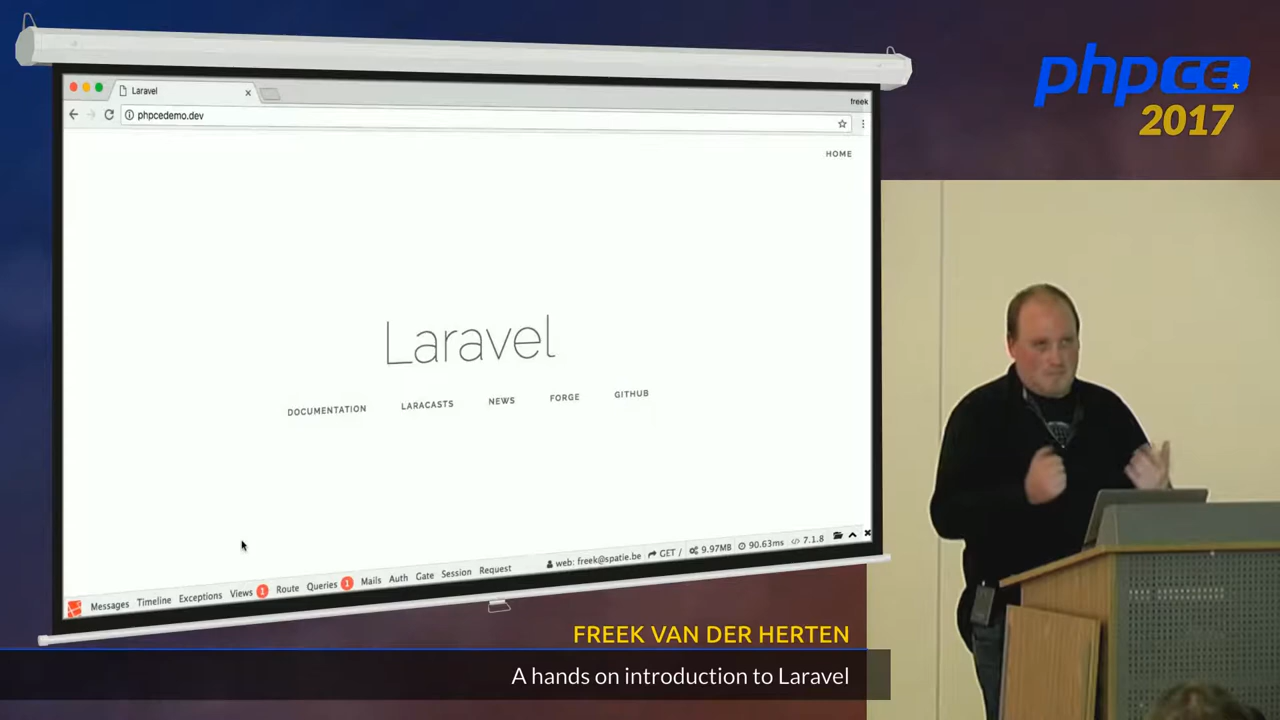 Laravel
freek
phpcedemo.dev
HOME
Laravel
DOCUMENTATION LARACASTS NEWS FORGE GITHUB
Messages Timeline Exceptions Views 1 Route Queries 1 Mails Auth Gate Session Request web: freek@spatie.be GET / 9.97MB 90.63ms 7.1.8
phpCE
2017
FREEK VAN DER HERTEN
A hands on introduction to Laravel